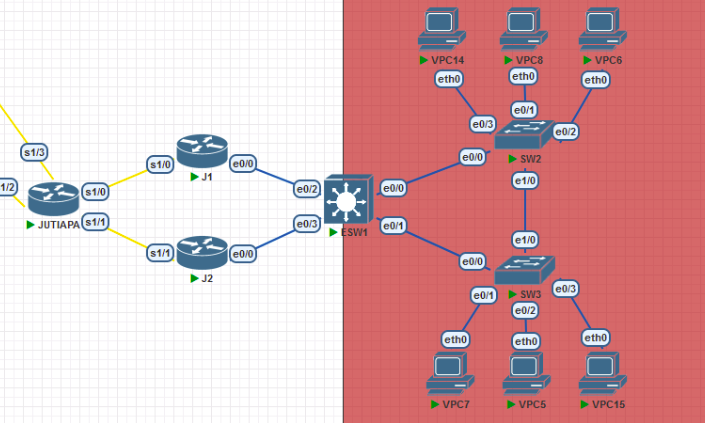 VPC14
VPC8
VPC6
eth0
eth0
eth0
e0/1
e0/3
e0/2
SW2
s1/3
J1
s1/0
e0/0
e0/0
e0/2
e0/0
1/2
s1/0
e1/0
JUTIAPA
s1/1
e0/3
ESW1
e0/1
s1/1
e0/0
J2
e1/0
e0/0
SW3
e0/1
e0/2
e0/3
eth0
eth0
eth0
VPC7
VPC5
VPC15